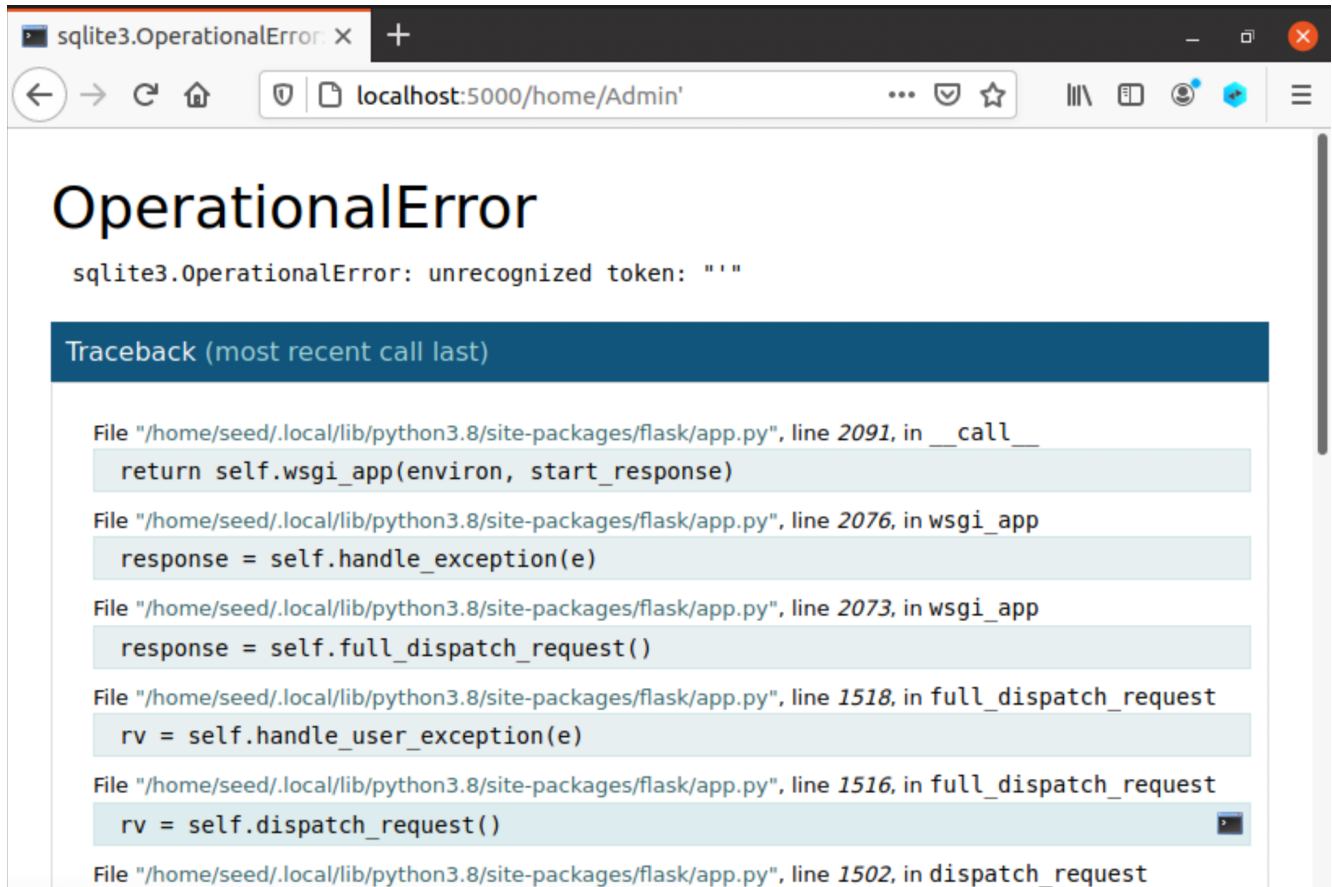 sqlite3.OperationalError:
localhost:5000/home/Admin'
OperationalError
sqlite3.OperationalError: unrecognized token: "'"
Traceback (most recent call last)
File "/home/seed/.local/lib/python3.8/site-packages/flask/app.py", line 2091, in __call__
return self.wsgi_app(environ, start_response)
File "/home/seed/.local/lib/python3.8/site-packages/flask/app.py", line 2076, in wsgi_app
response = self.handle_exception(e)
File "/home/seed/.local/lib/python3.8/site-packages/flask/app.py", line 2073, in wsgi_app
response = self.full_dispatch_request()
File "/home/seed/.local/lib/python3.8/site-packages/flask/app.py", line 1518, in full_dispatch_request
rv = self.handle_user_exception(e)
File "/home/seed/.local/lib/python3.8/site-packages/flask/app.py", line 1516, in full_dispatch_request
rv = self.dispatch_request()
File "/home/seed/.local/lib/python3.8/site-packages/flask/app.py", line 1502, in dispatch_request